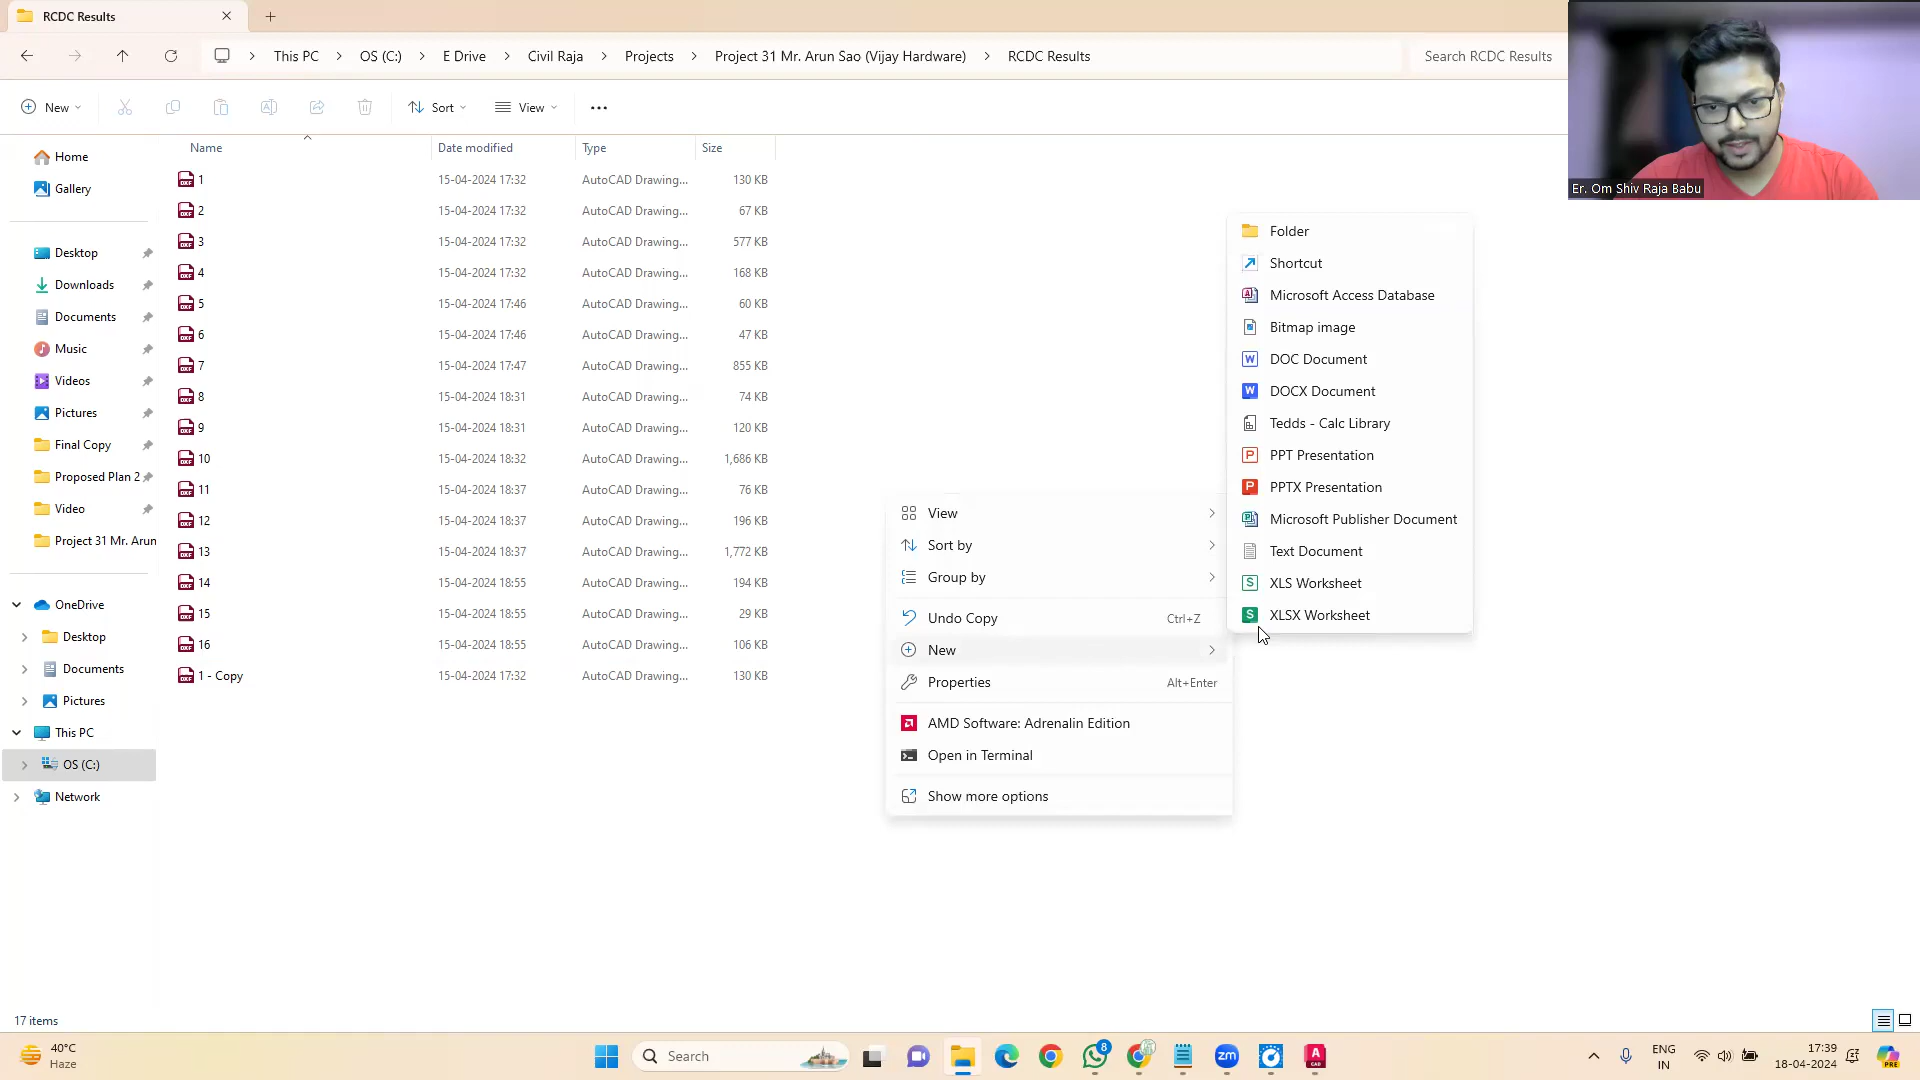 RCDC Results
This PC > OS (C:) > E Drive > Civil Raja > Projects > Project 31 Mr. Arun Sao (Vijay Hardware) > RCDC Results
Search RCDC Results
New
Sort
View
Er. Om Shiv Raja Babu
Name Date modified Type Size
1 15-04-2024 17:32 AutoCAD Drawing... 130 KB
2 15-04-2024 17:32 AutoCAD Drawing... 67 KB
3 15-04-2024 17:32 AutoCAD Drawing... 577 KB
4 15-04-2024 17:32 AutoCAD Drawing... 168 KB
5 15-04-2024 17:46 AutoCAD Drawing... 60 KB
6 15-04-2024 17:46 AutoCAD Drawing... 47 KB
7 15-04-2024 17:47 AutoCAD Drawing... 855 KB
8 15-04-2024 18:31 AutoCAD Drawing... 74 KB
9 15-04-2024 18:31 AutoCAD Drawing... 120 KB
10 15-04-2024 18:32 AutoCAD Drawing... 1,686 KB
11 15-04-2024 18:37 AutoCAD Drawing... 76 KB
12 15-04-2024 18:37 AutoCAD Drawing... 196 KB
13 15-04-2024 18:37 AutoCAD Drawing... 1,772 KB
14 15-04-2024 18:55 AutoCAD Drawing... 194 KB
15 15-04-2024 18:55 AutoCAD Drawing... 29 KB
16 15-04-2024 18:55 AutoCAD Drawing... 106 KB
1 - Copy 15-04-2024 17:32 AutoCAD Drawing... 130 KB
Home
Gallery
Desktop
Downloads
Documents
Music
Videos
Pictures
Final Copy
Proposed Plan 2
Video
Project 31 Mr. Arun
OneDrive
Desktop
Documents
Pictures
This PC
OS (C:)
Network
View
Sort by
Group by
Undo Copy Ctrl+Z
New
Properties Alt+Enter
AMD Software: Adrenalin Edition
Open in Terminal
Show more options
Folder
Shortcut
Microsoft Access Database
Bitmap image
DOC Document
DOCX Document
Tedds - Calc Library
PPT Presentation
PPTX Presentation
Microsoft Publisher Document
Text Document
XLS Worksheet
XLSX Worksheet
17 items
40°C
Haze
Search
8
zm
ENG
IN
17:39
18-04-2024